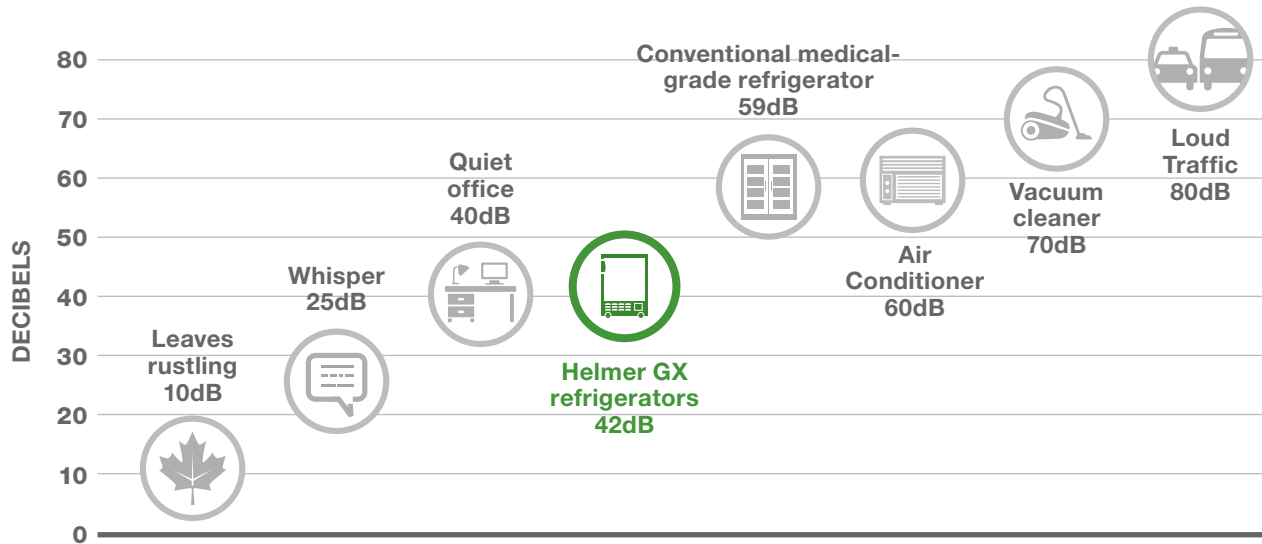 DECIBELS
80
70
60
50
40
30
20
10
0
Leaves
rustling
10dB
Whisper
25dB
Quiet
office
40dB
Helmer GX
refrigerators
42dB
Conventional medical-
grade refrigerator
59dB
Air
Conditioner
60dB
Vacuum
cleaner
70dB
Loud
Traffic
80dB